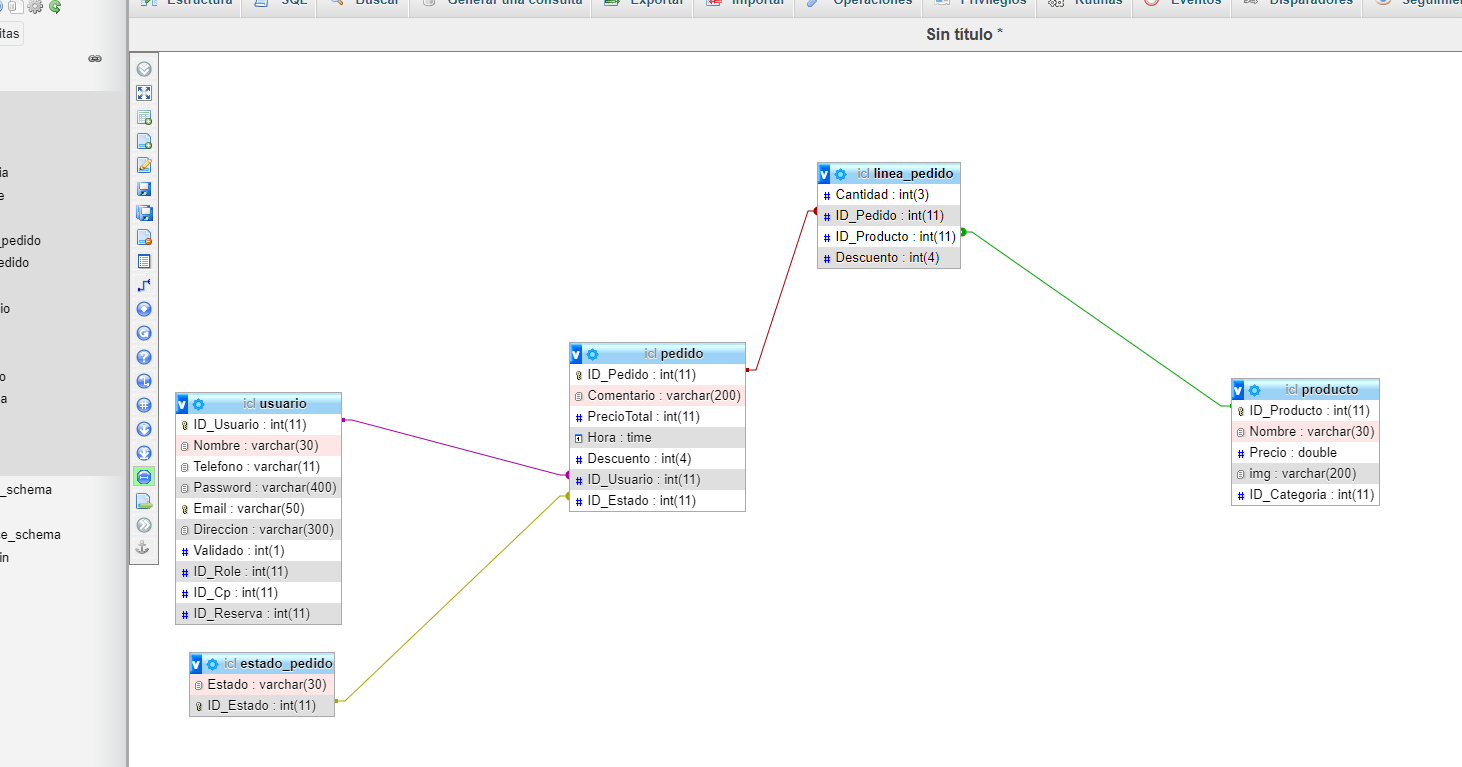 Estructura SQL Buscar Generar una consulta Exportar Importar Operaciones Privilegios Rutinas Eventos Disparadores
itas
Sin título *
ia
e
_pedido
edido
io
o
a
_schema
ce_schema
in
icl linea_pedido
Cantidad : int(3)
ID_Pedido : int(11)
ID_Producto : int(11)
Descuento : int(4)
icl pedido
ID_Pedido : int(11)
Comentario : varchar(200)
PrecioTotal : int(11)
Hora : time
Descuento : int(4)
ID_Usuario : int(11)
ID_Estado : int(11)
icl producto
ID_Producto : int(11)
Nombre : varchar(30)
Precio : double
img : varchar(200)
ID_Categoria : int(11)
icl usuario
ID_Usuario : int(11)
Nombre : varchar(30)
Telefono : varchar(11)
Password : varchar(400)
Email : varchar(50)
Direccion : varchar(300)
Validado : int(1)
ID_Role : int(11)
ID_Cp : int(11)
ID_Reserva : int(11)
icl estado_pedido
Estado : varchar(30)
ID_Estado : int(11)